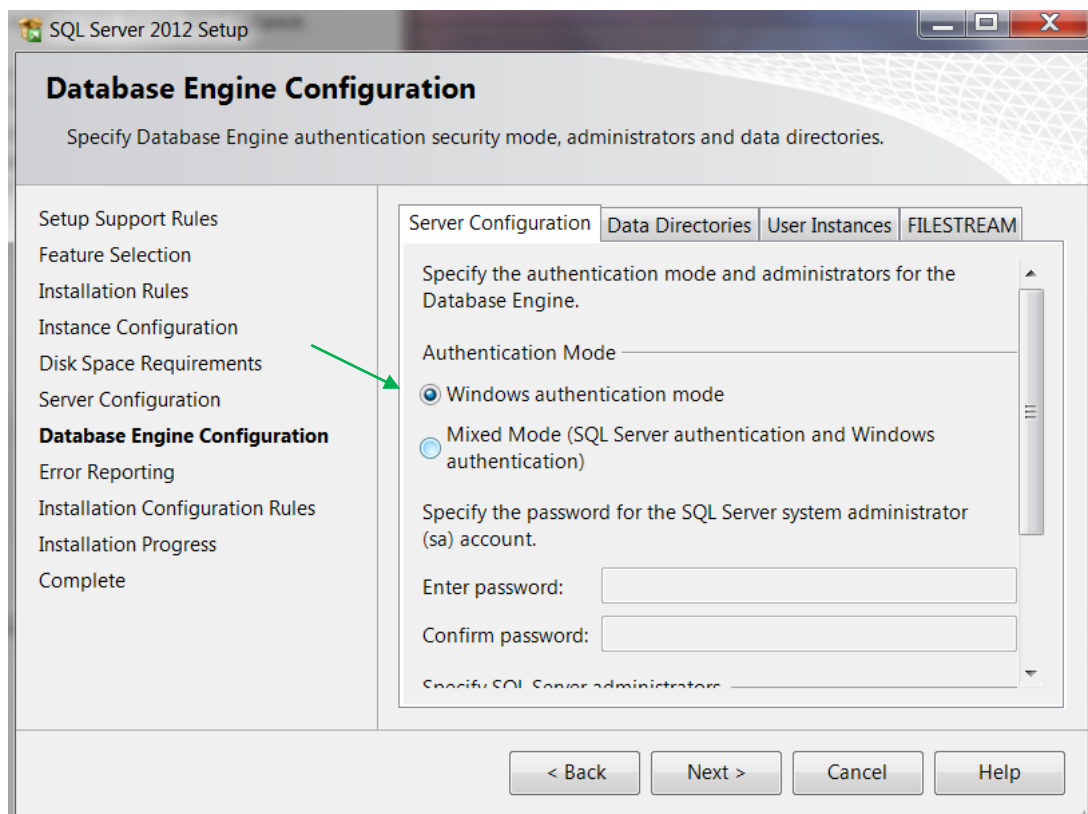 SQL Server 2012 Setup
Database Engine Configuration
Specify Database Engine authentication security mode, administrators and data directories.
Setup Support Rules
Feature Selection
Installation Rules
Instance Configuration
Disk Space Requirements
Server Configuration
Database Engine Configuration
Error Reporting
Installation Configuration Rules
Installation Progress
Complete
Server Configuration Data Directories User Instances FILESTREAM
Specify the authentication mode and administrators for the
Database Engine.
Authentication Mode
Windows authentication mode
Mixed Mode (SQL Server authentication and Windows
authentication)
Specify the password for the SQL Server system administrator
(sa) account.
Enter password:
Confirm password:
Specify SQL Server administrators
< Back Next > Cancel Help